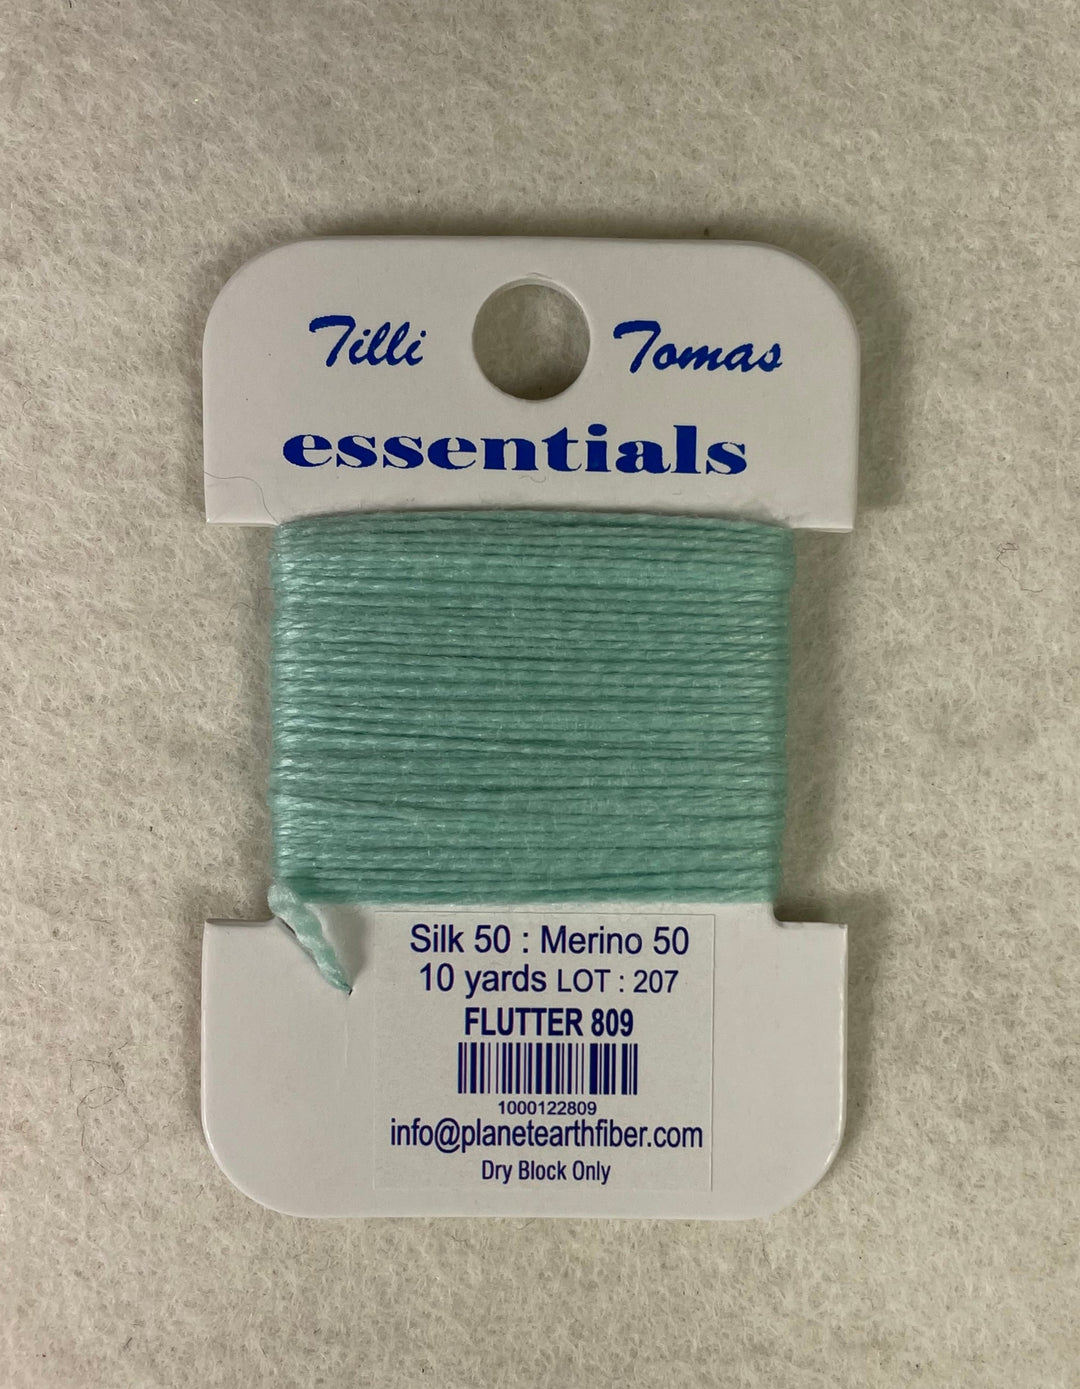 Tilli Tomas
essentials
Silk 50 : Merino 50
10 yards LOT : 207
FLUTTER 809
1000122809
info@planetearthfiber.com
Dry Block Only